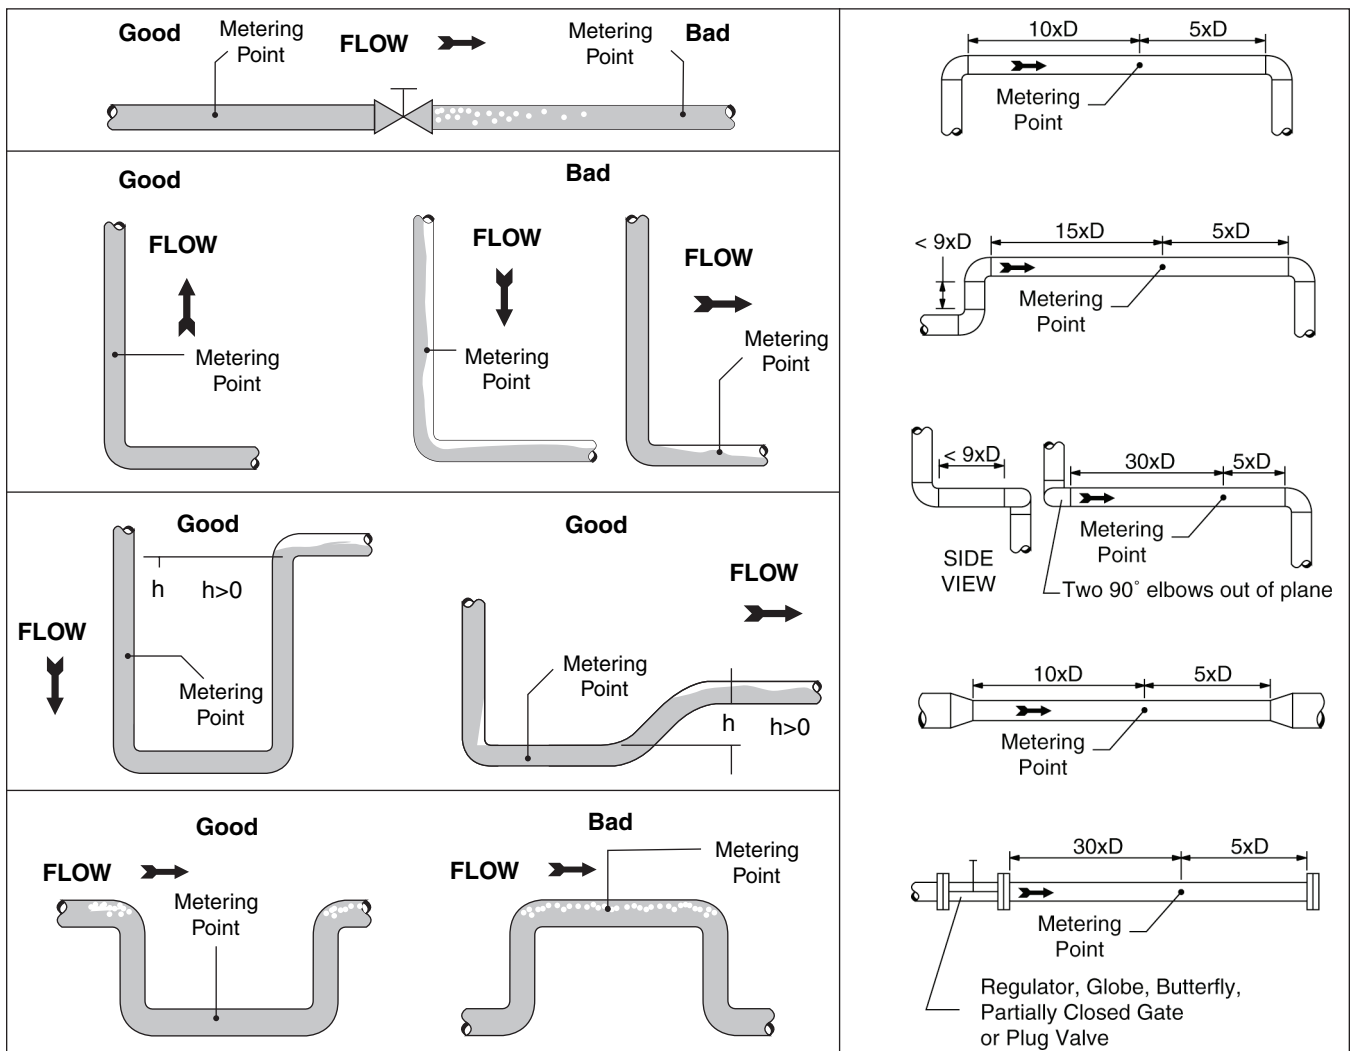 Good
Metering
Point
FLOW
Metering
Point
Bad
Good
FLOW
Metering
Point
Bad
FLOW
Metering
Point
FLOW
Metering
Point
Good
h
h>0
FLOW
Metering
Point
Good
FLOW
Metering
Point
h
h>0
Good
FLOW
Metering
Point
Bad
FLOW
Metering
Point
10xD
5xD
Metering
Point
< 9xD
15xD
5xD
Metering
Point
< 9xD
SIDE
VIEW
30xD
5xD
Metering
Point
Two 90˚ elbows out of plane
10xD
5xD
Metering
Point
30xD
5xD
Metering
Point
Regulator, Globe, Butterfly,
Partially Closed Gate
or Plug Valve